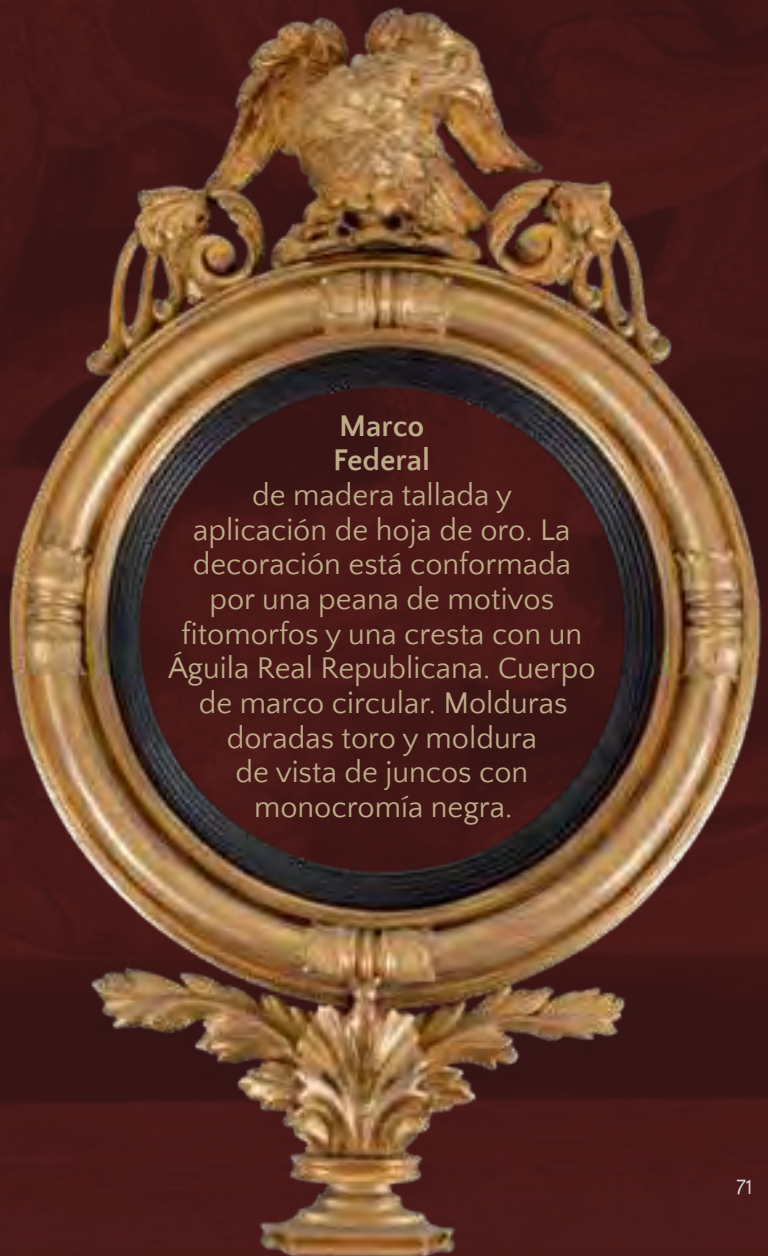 Marco
Federal
de madera tallada y
aplicación de hoja de oro. La
decoración está conformada
por una peana de motivos
fitomorfos y una cresta con un
Águila Real Republicana. Cuerpo
de marco circular. Molduras
doradas toro y moldura
de vista de juncos con
monocromía negra.
71